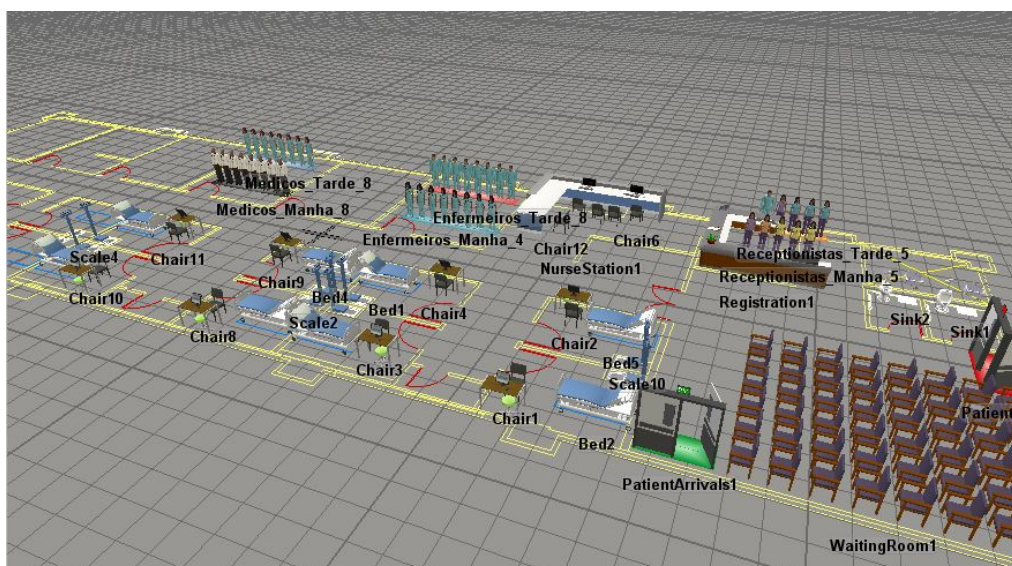 Medicos_Tarde_8
Medicos_Manha_8
Enfermeiros_Tarde_8
Enfermeiros_Manha_4
Chair12
Chair6
NurseStation1
Receptionistas_Tarde_5
Receptionistas_Manha_5
Registration1
Scale4
Chair11
Chair10
Chair9
Bed4
Bed1
Chair4
Chair8
Scale2
Chair3
Chair2
Bed5
Scale10
Chair1
Bed2
Sink2
Sink1
Patient
PatientArrivals1
WaitingRoom1